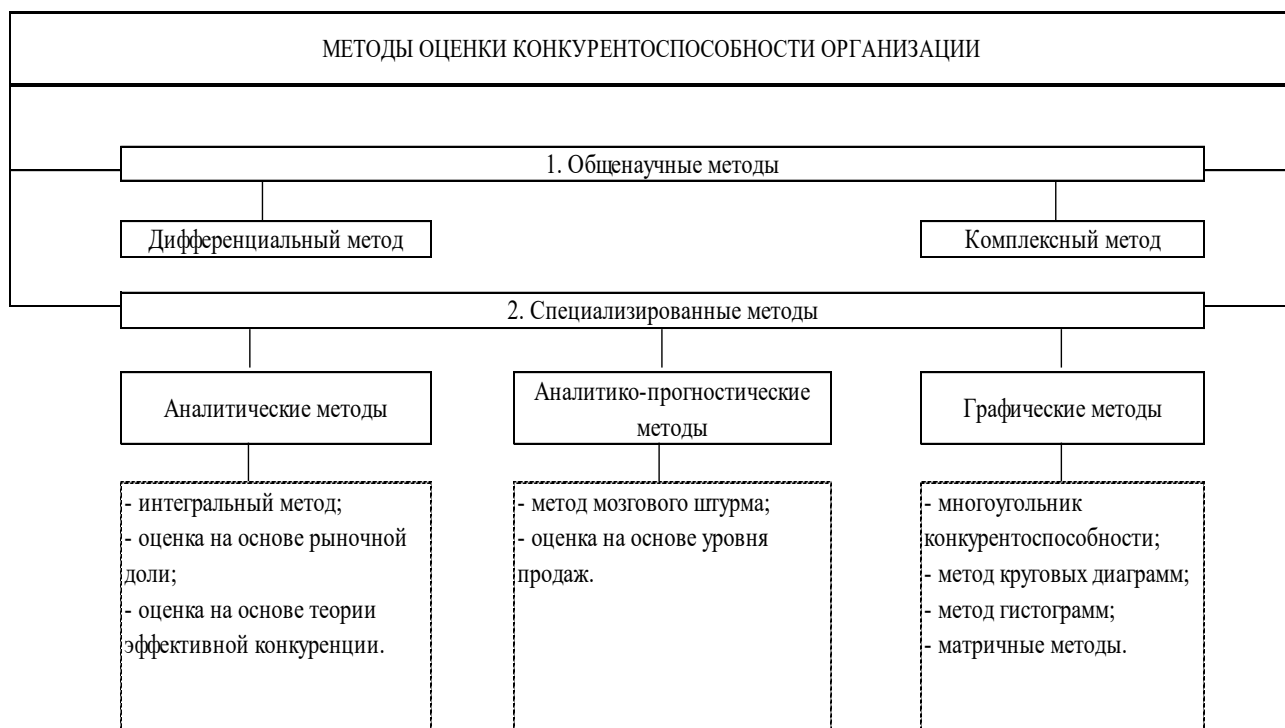 МЕТОДЫ ОЦЕНКИ КОНКУРЕНТОСПОСОБНОСТИ ОРГАНИЗАЦИИ
1. Общенаучные методы
Дифференциальный метод
Комплексный метод
2. Специализированные методы
Аналитические методы
Аналитико-прогностические
методы
Графические методы
- интегральный метод;
- оценка на основе рыночной
доли;
- оценка на основе теории
эффективной конкуренции.
- метод мозгового штурма;
- оценка на основе уровня
продаж.
- многоугольник
конкурентоспособности;
- метод круговых диаграмм;
- метод гистограмм;
- матричные методы.